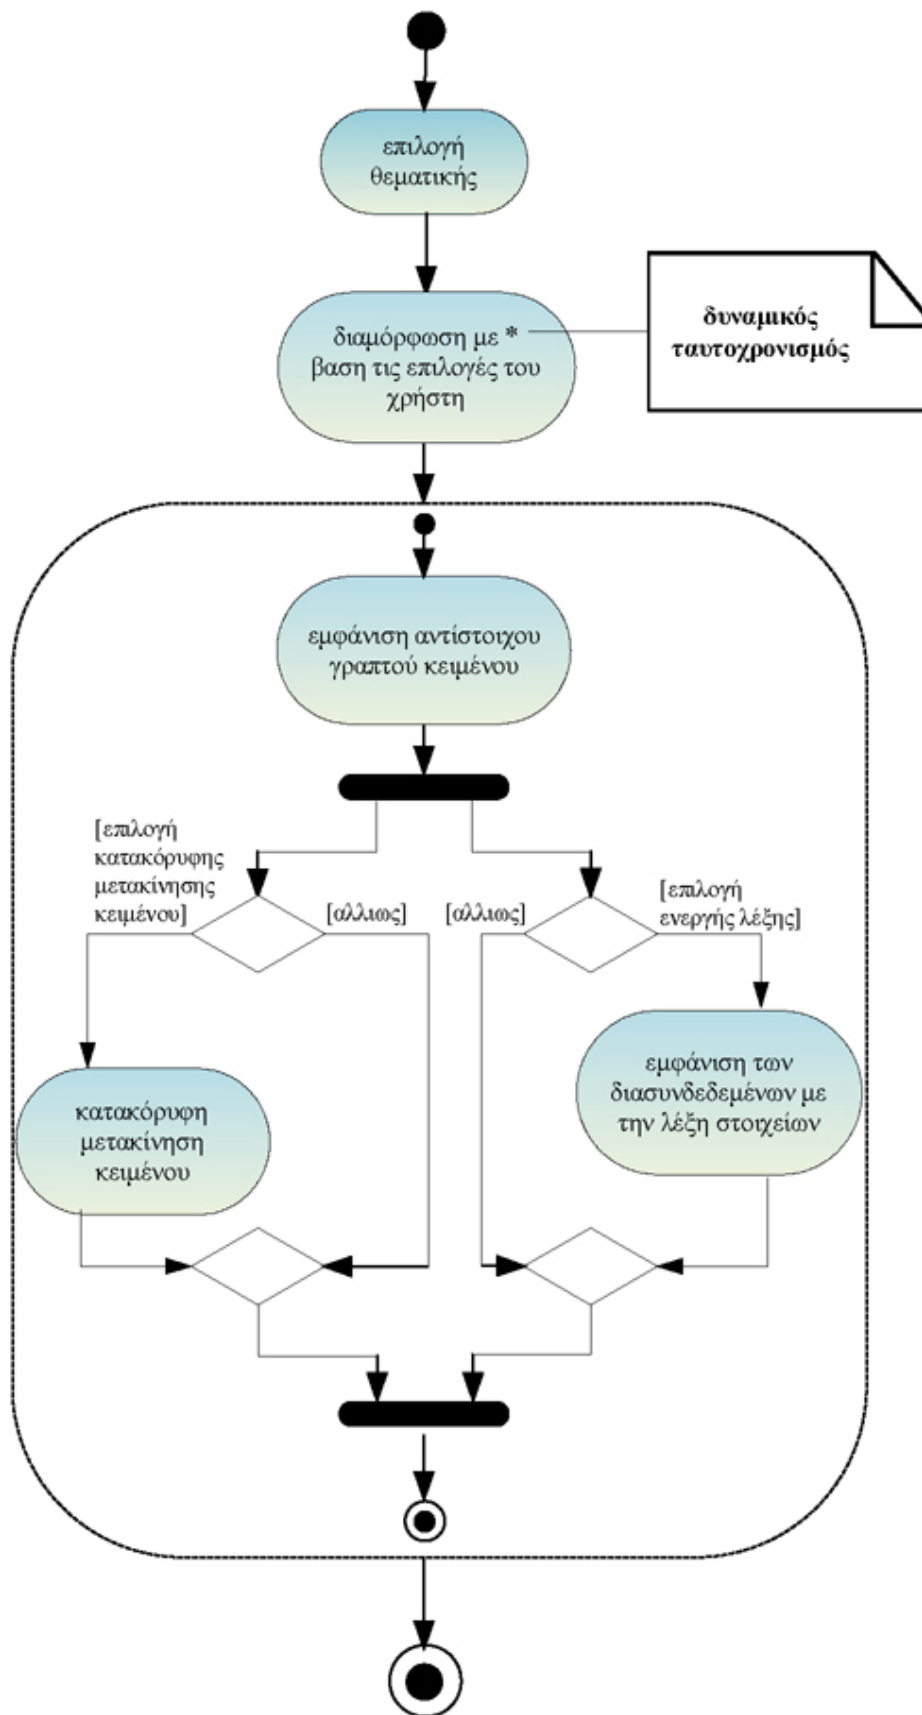 επιλογή
θεματικής
διαμόρφωση με *
βαση τις επιλογές του
χρήστη
δυναμικός
ταυτοχρονισμός
εμφάνιση αντίστοιχου
γραπτού κειμένου
[επιλογή
κατακόρυφης
μετακίνησης
κειμένου]
[αλλιως]
[αλλιως]
[επιλογή
ενεργής λέξης]
κατακόρυφη
μετακίνηση
κειμένου
εμφάνιση των
διασυνδεδεμένων με
την λέξη στοιχείων